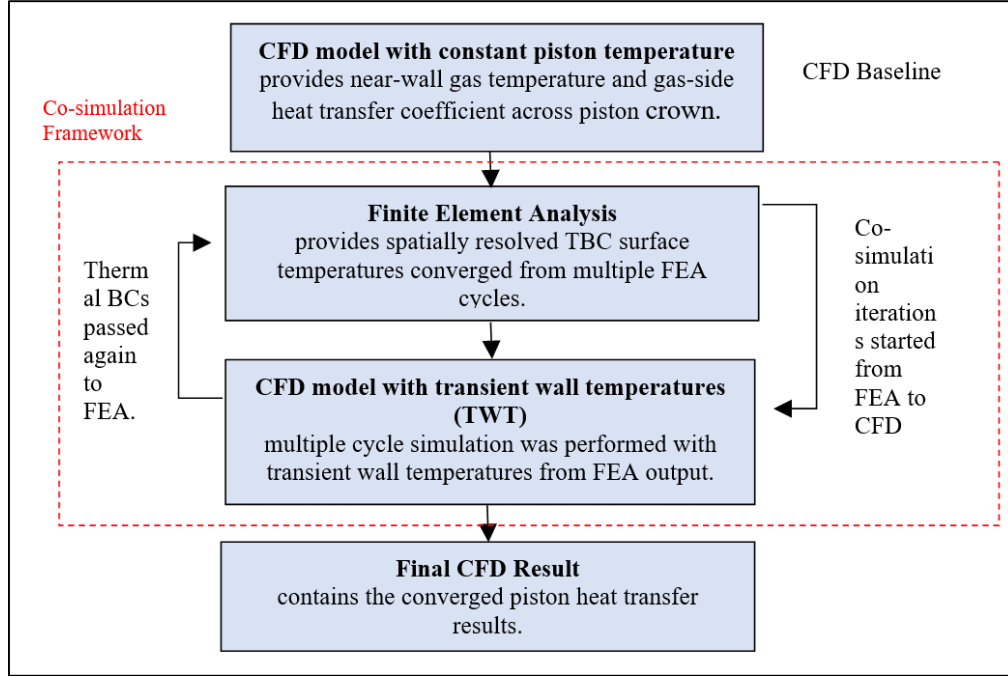 CFD model with constant piston temperature
provides near-wall gas temperature and gas-side
heat transfer coefficient across piston crown.
CFD Baseline
Co-simulation
Framework
Finite Element Analysis
provides spatially resolved TBC surface
temperatures converged from multiple FEA
cycles.
Therm
al BCs
passed
again
to
FEA.
Co-
simulati
on
iteration
s started
from
FEA to
CFD
CFD model with transient wall temperatures
(TWT)
multiple cycle simulation was performed with
transient wall temperatures from FEA output.
Final CFD Result
contains the converged piston heat transfer
results.